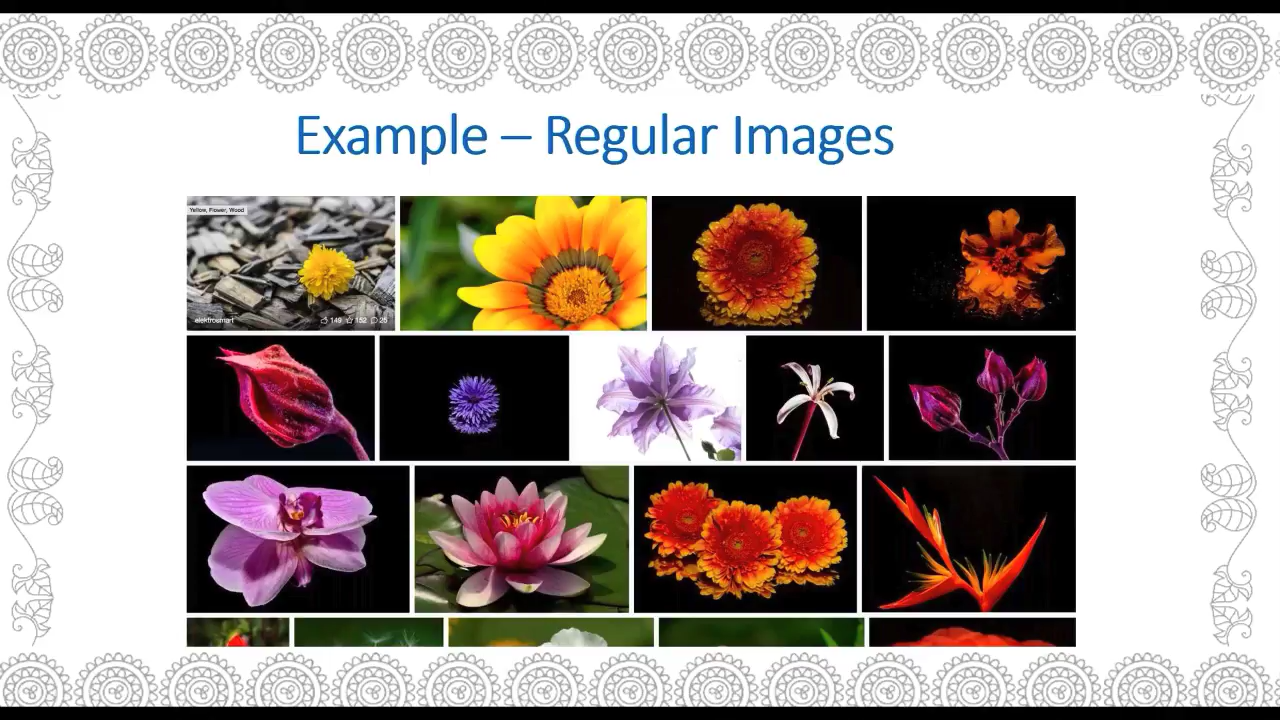 Example – Regular Images
Yellow, Flower, Wood
elektrosmart 149 152 25